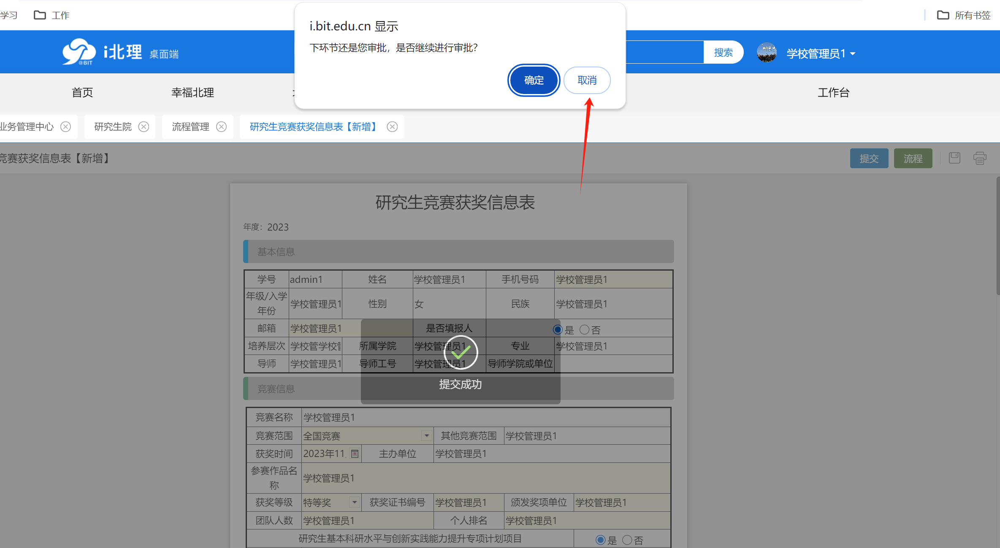 学习
工作
所有书签
i.bit.edu.cn 显示
下环节还是您审批，是否继续进行审批？
确定
取消
@BIT
i北理 桌面端
搜索
学校管理员1
首页
幸福北理
工作台
业务管理中心
研究生院
流程管理
研究生竞赛获奖信息表【新增】
竞赛获奖信息表【新增】
提交
流程
研究生竞赛获奖信息表
年度：2023
基本信息
学号 admin1 姓名 学校管理员1 手机号码 学校管理员1
年级/入学年份 学校管理员1 性别 女 民族 学校管理员1
邮箱 学校管理员1 是否填报人 是 否
培养层次 学校管学校管 所属学院 学校管理员1 专业 学校管理员1
导师 学校管理员1 导师工号 学校管理员1 导师学院或单位
提交成功
竞赛信息
竞赛名称 学校管理员1
竞赛范围 全国竞赛 其他竞赛范围 学校管理员1
获奖时间 2023年11 主办单位 学校管理员1
参赛作品名称 学校管理员1
获奖等级 特等奖 获奖证书编号 学校管理员1 颁发奖项单位 学校管理员1
团队人数 学校管理员1 个人排名 学校管理员1
研究生基本科研水平与创新实践能力提升专项计划项目 是 否